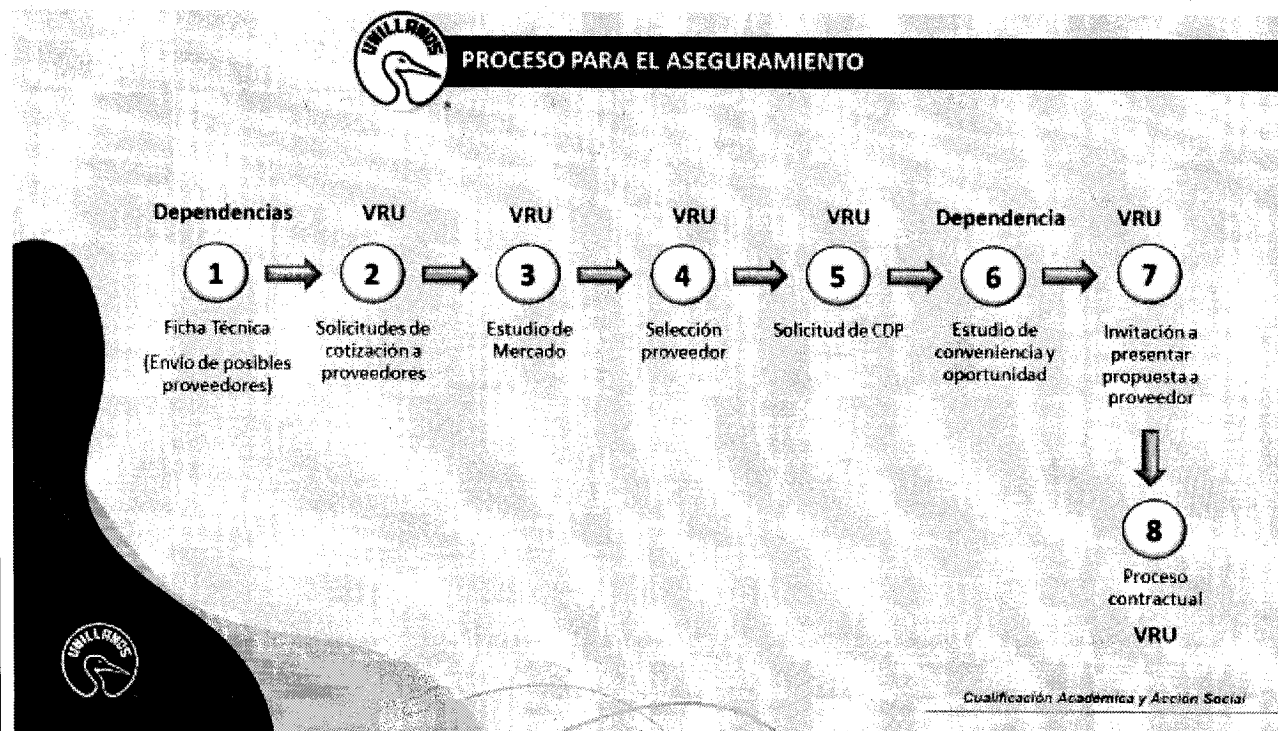 UNILLANOS
PROCESO PARA EL ASEGURAMIENTO
Dependencias
1
Ficha Técnica
(Envío de posibles
proveedores)
VRU
2
Solicitudes de
cotización a
proveedores
VRU
3
Estudio de
Mercado
VRU
4
Selección
proveedor
VRU
5
Solicitud de CDP
Dependencia
6
Estudio de
conveniencia y
oportunidad
VRU
7
Invitación a
presentar
propuesta a
proveedor
8
Proceso
contractual
VRU
UNILLANOS
Cualificación Académica y Acción Social